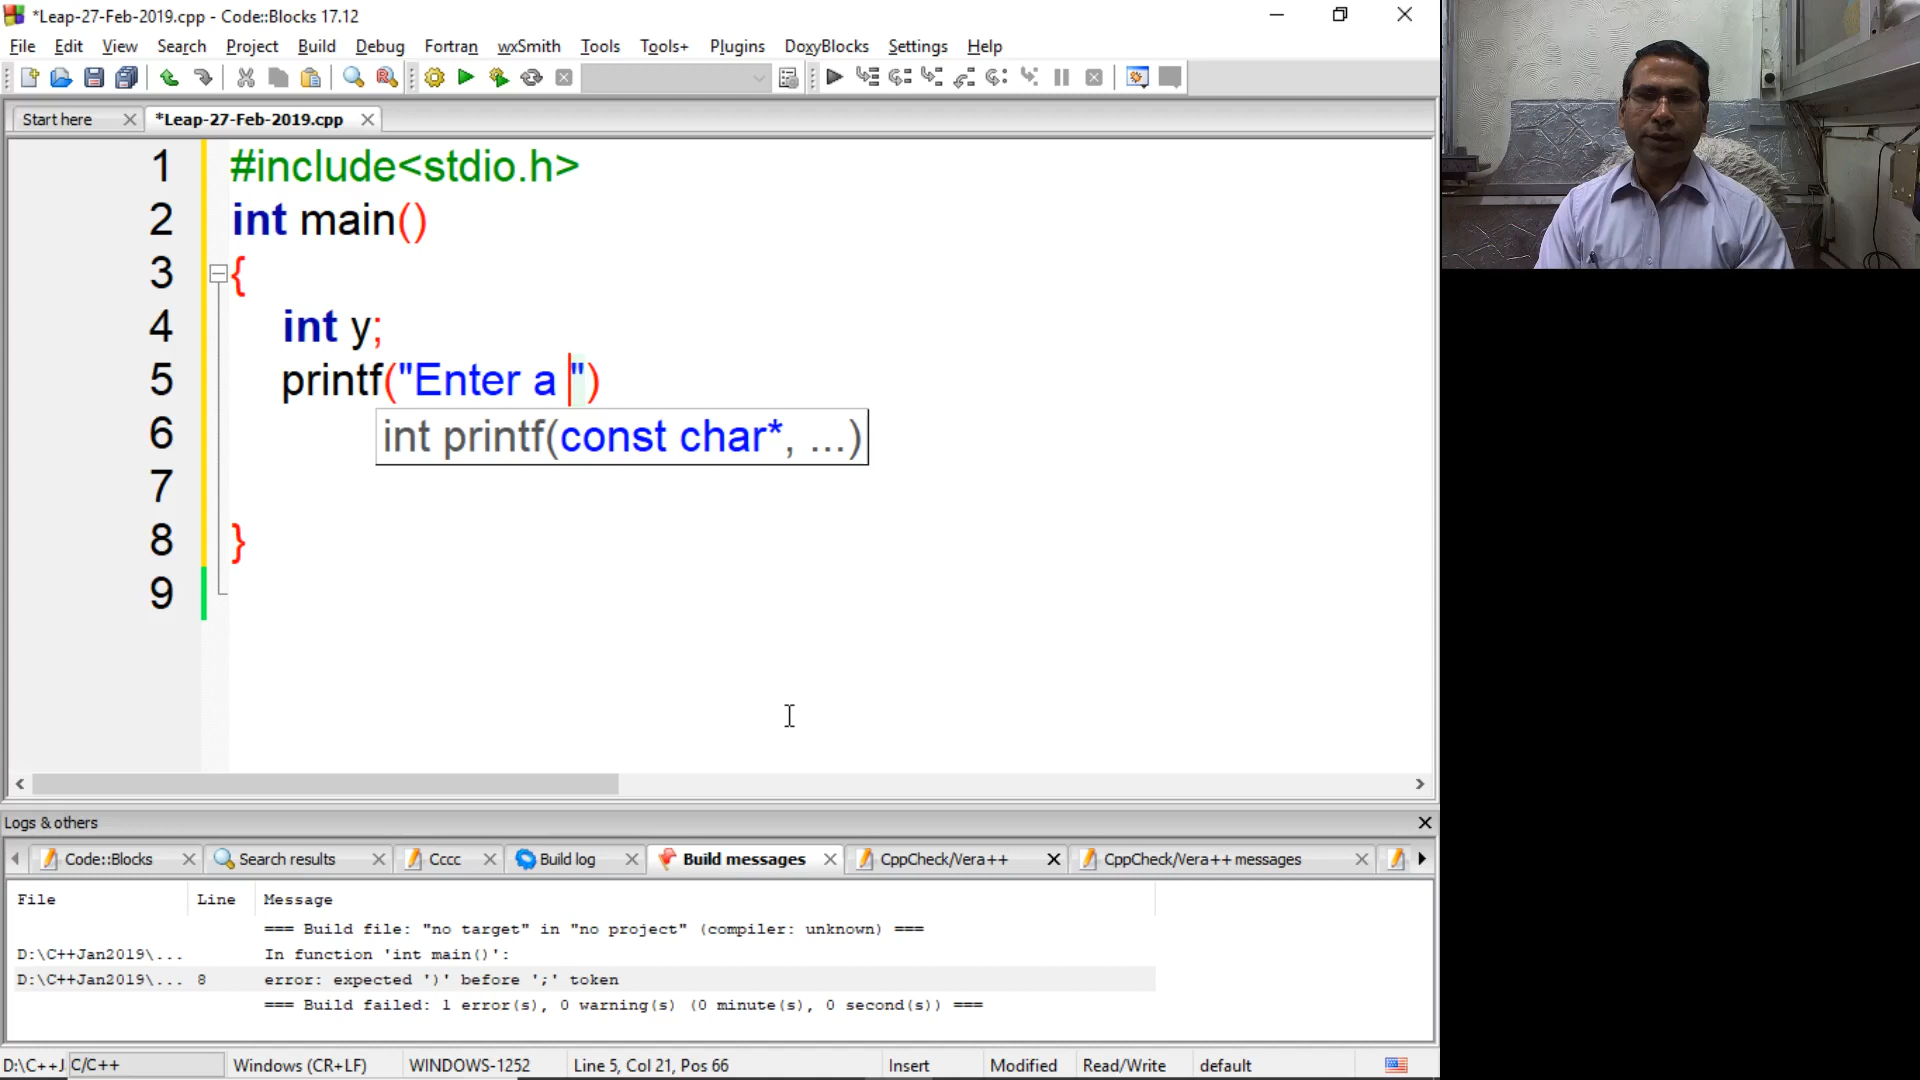 *Leap-27-Feb-2019.cpp - Code::Blocks 17.12
File Edit View Search Project Build Debug Fortran wxSmith Tools Tools+ Plugins DoxyBlocks Settings Help
Start here *Leap-27-Feb-2019.cpp
1 #include<stdio.h>
2 int main()
3 {
4 int y;
5 printf("Enter a ")
6 int printf(const char*, ...)
7
8 }
9
Logs & others
Code::Blocks Search results Cccc Build log Build messages CppCheck/Vera++ CppCheck/Vera++ messages
File Line Message
=== Build file: "no target" in "no project" (compiler: unknown) ===
D:\C++Jan2019\... In function 'int main()':
D:\C++Jan2019\... 8 error: expected ')' before ';' token
=== Build failed: 1 error(s), 0 warning(s) (0 minute(s), 0 second(s)) ===
D:\C++J C/C++ Windows (CR+LF) WINDOWS-1252 Line 5, Col 21, Pos 66 Insert Modified Read/Write default